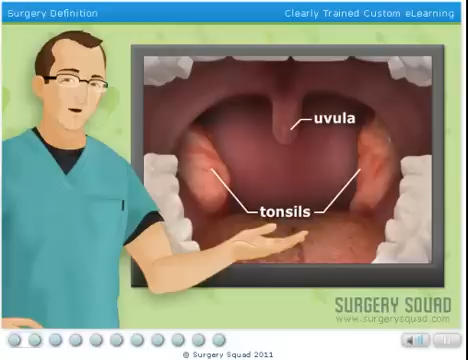 Surgery Definition
Clearly Trained Custom eLearning
uvula
tonsils
SURGERY SQUAD
www.surgerysquad.com
© Surgery Squad 2011